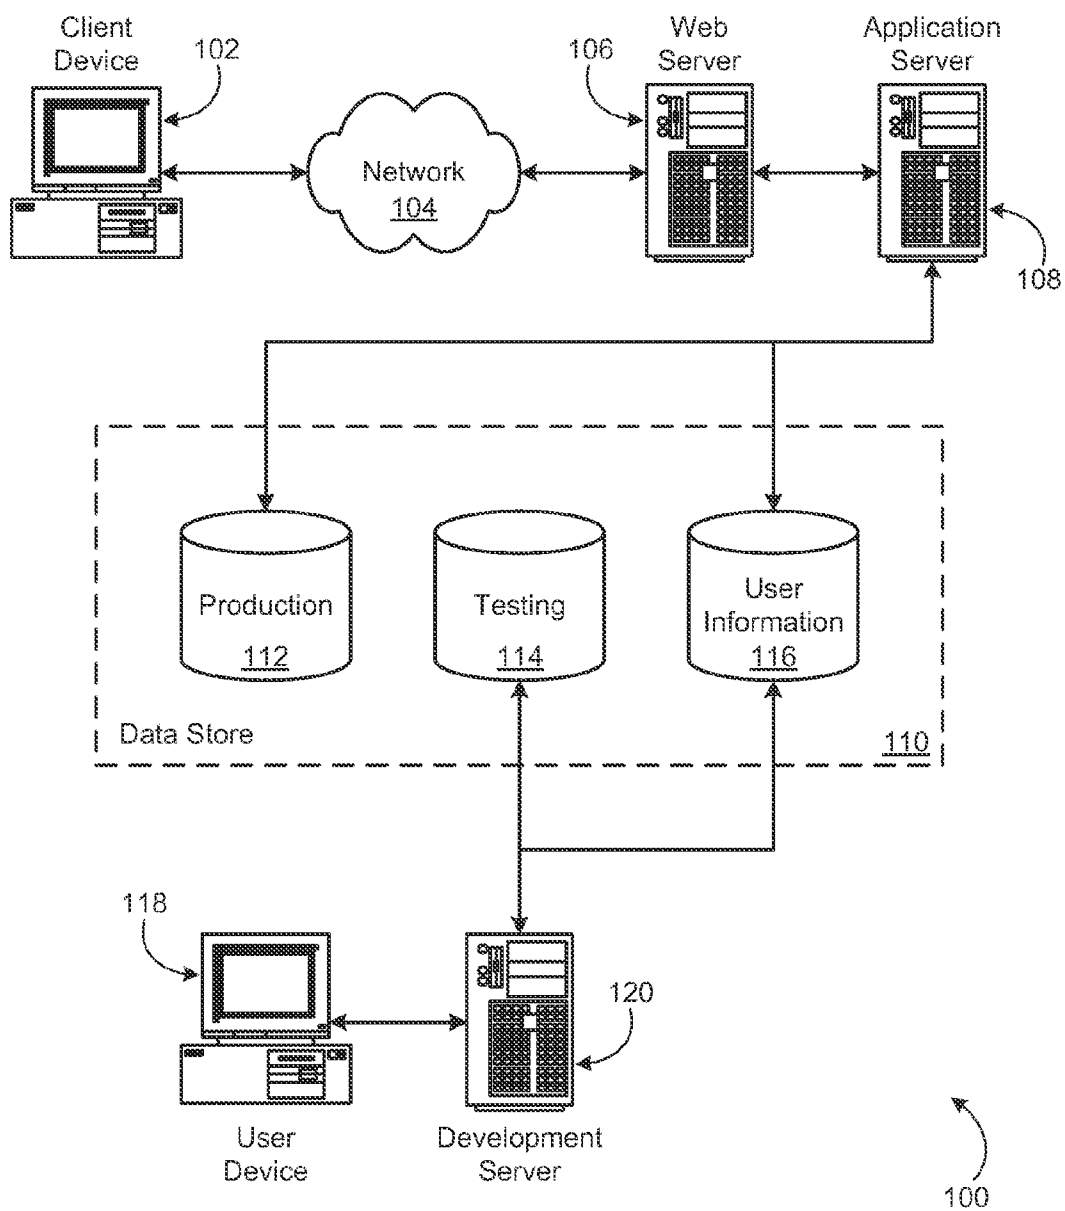 Client
Device
102
Network
104
106
Web
Server
Application
Server
108
Production
112
Testing
114
User
Information
116
Data Store
110
118
User
Device
Development
Server
120
100